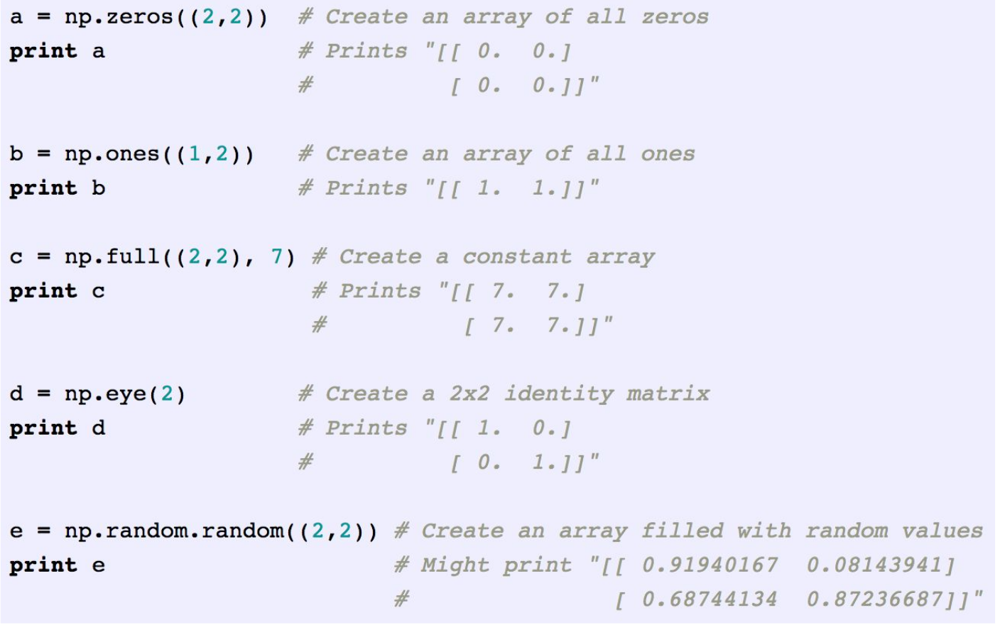 a = np.zeros((2,2))  # Create an array of all zeros
print a              # Prints "[[ 0.  0.]
                     #          [ 0.  0.]]"
b = np.ones((1,2))   # Create an array of all ones
print b              # Prints "[[ 1.  1.]]"
c = np.full((2,2), 7) # Create a constant array
print c               # Prints "[[ 7.  7.]
                      #          [ 7.  7.]]"
d = np.eye(2)        # Create a 2x2 identity matrix
print d              # Prints "[[ 1.  0.]
                     #          [ 0.  1.]]"
e = np.random.random((2,2)) # Create an array filled with random values
print e                     # Might print "[[ 0.91940167  0.08143941]
                            #               [ 0.68744134  0.87236687]]"